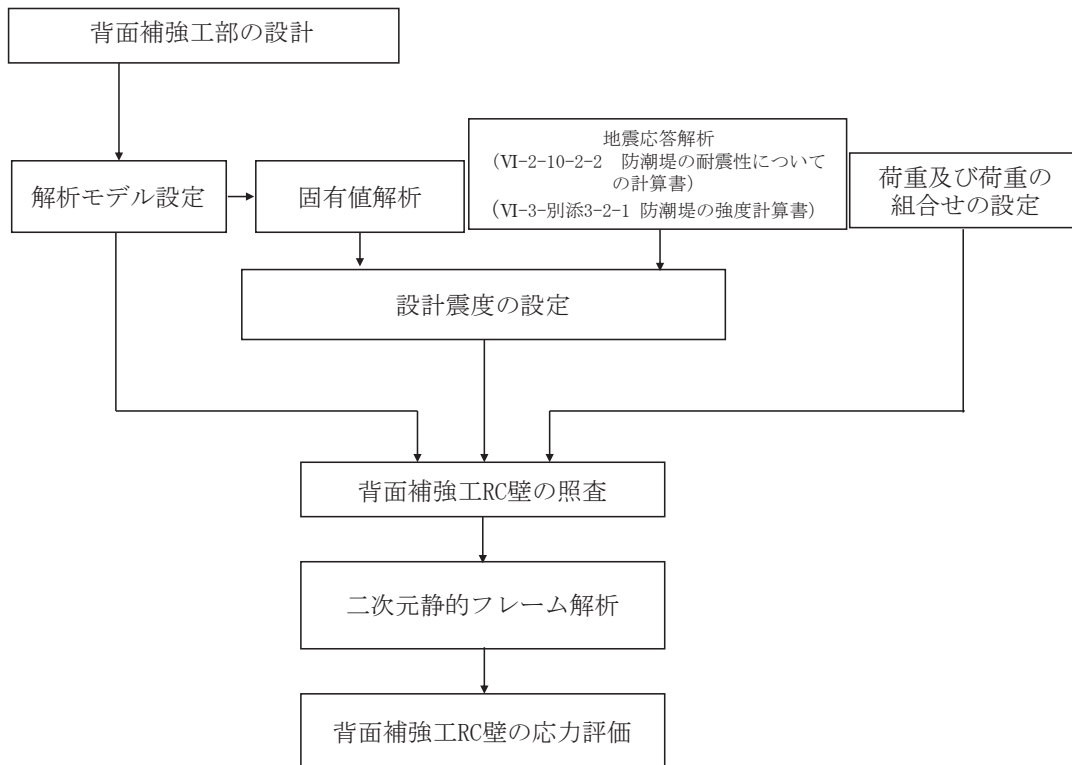 背面補強工部の設計
地震応答解析
(Ⅵ-2-10-2-2　防潮堤の耐震性について
の計算書)
(Ⅵ-3-別添3-2-1 防潮堤の強度計算書)
解析モデル設定
固有値解析
荷重及び荷重の
組合せの設定
設計震度の設定
背面補強工RC壁の照査
二次元静的フレーム解析
背面補強工RC壁の応力評価